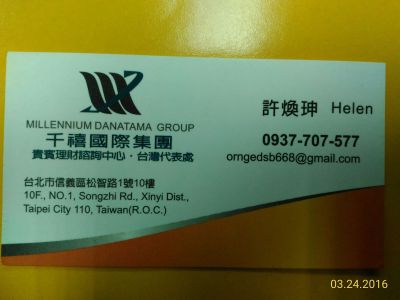 MILLENNIUM DANATAMA GROUP
千禧國際集團
貴賓理財諮詢中心・台灣代表處
許煥珅 Helen
0937-707-577
orngedsb668@gmail.com
台北市信義區松智路1號10樓
10F., NO.1, Songzhi Rd., Xinyi Dist.,
Taipei City 110, Taiwan(R.O.C.)
03.24.2016